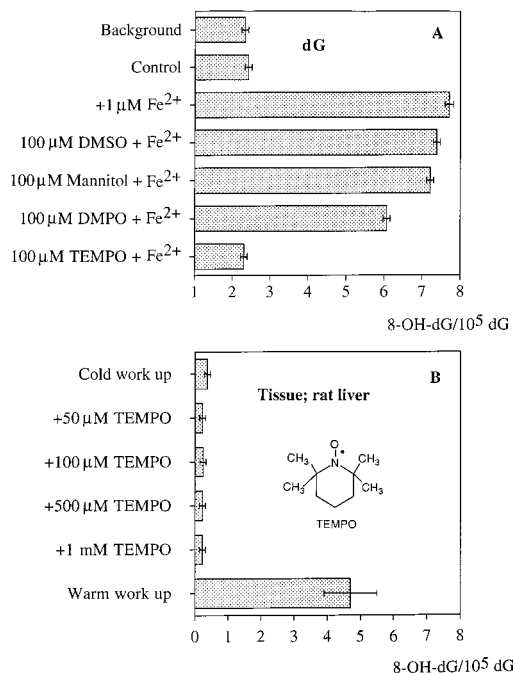 Background
dG
A
Control
+1 μM Fe2+
100 μM DMSO + Fe2+
100 μM Mannitol + Fe2+
100 μM DMPO + Fe2+
100 μM TEMPO + Fe2+
1 2 3 4 5 6 7 8
8-OH-dG/10⁵ dG
Cold work up
B
Tissue; rat liver
+50 μM TEMPO
O
+100 μM TEMPO
CH₃ N CH₃
CH₃ CH₃
+500 μM TEMPO
TEMPO
+1 mM TEMPO
Warm work up
0 1 2 3 4 5 6 7 8
8-OH-dG/10⁵ dG